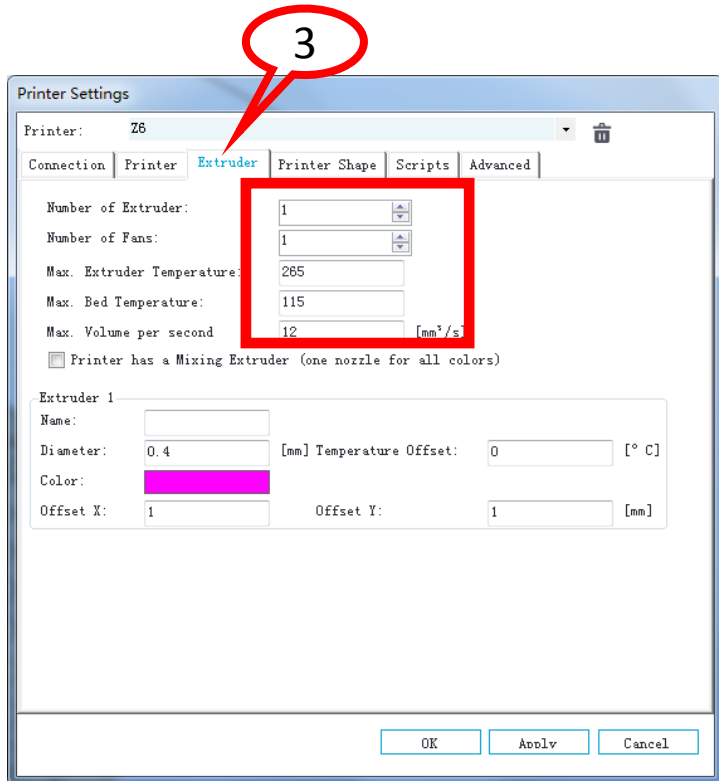 3
Printer Settings
Printer: Z6
Connection Printer Extruder Printer Shape Scripts Advanced
Number of Extruder: 1
Number of Fans: 1
Max. Extruder Temperature: 265
Max. Bed Temperature: 115
Max. Volume per second 12 [mm³/s]
Printer has a Mixing Extruder (one nozzle for all colors)
Extruder 1
Name:
Diameter: 0.4 [mm] Temperature Offset: 0 [° C]
Color:
Offset X: 1 Offset Y: 1 [mm]
OK Apply Cancel